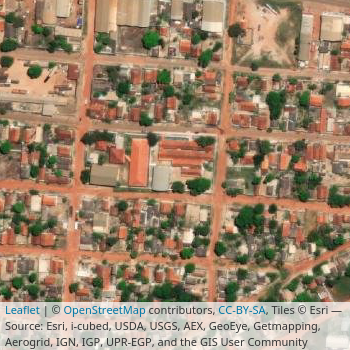 Leaflet | © OpenStreetMap contributors, CC-BY-SA, Tiles © Esri —
Source: Esri, i-cubed, USDA, USGS, AEX, GeoEye, Getmapping,
Aerogrid, IGN, IGP, UPR-EGP, and the GIS User Community